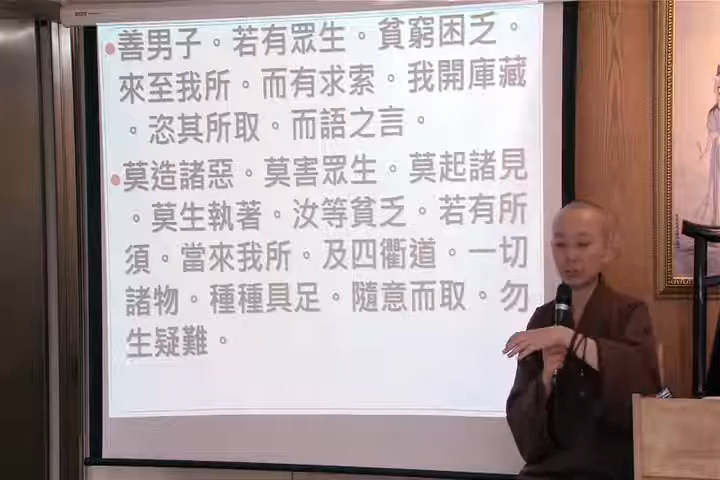 •善男子。若有眾生。貧窮困乏。
來至我所。而有求索。我開庫藏
。恣其所取。而語之言。
•莫造諸惡。莫害眾生。莫起諸見
。莫生執著。汝等貧乏。若有所
須。當來我所。及四衢道。一切
諸物。種種具足。隨意而取。勿
生疑難。